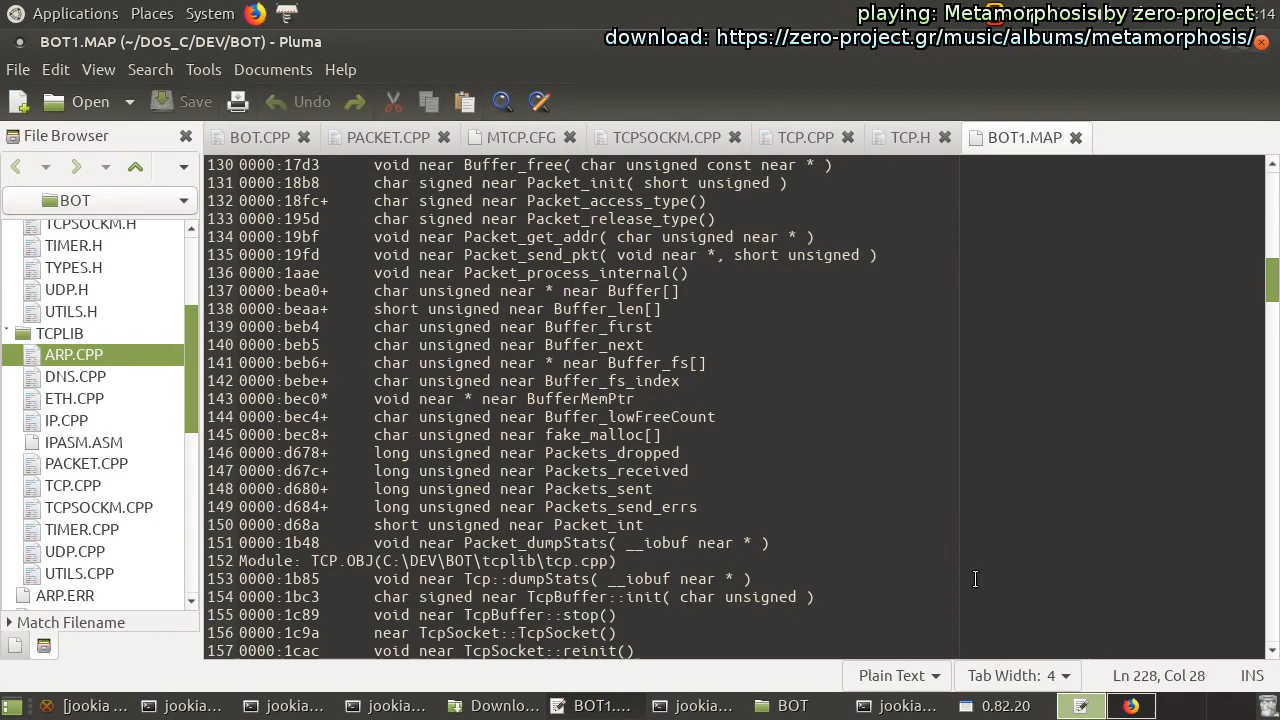 Applications Places System
playing: Metamorphosis by zero-project
:14
BOT1.MAP (~/DOS_C/DEV/BOT) - Pluma
download: https://zero-project.gr/music/albums/metamorphosis/
File Edit View Search Tools Documents Help
Open Save Undo
File Browser
BOT.CPP PACKET.CPP MTCP.CFG TCPSOCKM.CPP TCP.CPP TCP.H BOT1.MAP
BOT
TCPSOCKM.H
TIMER.H
TYPES.H
UDP.H
UTILS.H
TCPLIB
ARP.CPP
DNS.CPP
ETH.CPP
IP.CPP
IPASM.ASM
PACKET.CPP
TCP.CPP
TCPSOCKM.CPP
TIMER.CPP
UDP.CPP
UTILS.CPP
ARP.ERR
Match Filename
130 0000:17d3 void near Buffer_free( char unsigned const near * )
131 0000:18b8 char signed near Packet_init( short unsigned )
132 0000:18fc+ char signed near Packet_access_type()
133 0000:195d char signed near Packet_release_type()
134 0000:19bf void near Packet_get_addr( char unsigned near * )
135 0000:19fd void near Packet_send_pkt( void near *, short unsigned )
136 0000:1aae void near Packet_process_internal()
137 0000:bea0+ char unsigned near * near Buffer[]
138 0000:beaa+ short unsigned near Buffer_len[]
139 0000:beb4 char unsigned near Buffer_first
140 0000:beb5 char unsigned near Buffer_next
141 0000:beb6+ char unsigned near * near Buffer_fs[]
142 0000:bebe+ char unsigned near Buffer_fs_index
143 0000:bec0* void near * near BufferMemPtr
144 0000:bec4+ char unsigned near Buffer_lowFreeCount
145 0000:bec8+ char unsigned near fake_malloc[]
146 0000:d678+ long unsigned near Packets_dropped
147 0000:d67c+ long unsigned near Packets_received
148 0000:d680+ long unsigned near Packets_sent
149 0000:d684+ long unsigned near Packets_send_errs
150 0000:d68a short unsigned near Packet_int
151 0000:1b48 void near Packet_dumpStats( __iobuf near * )
152 Module: TCP.OBJ(C:\DEV\BOT\tcplib\tcp.cpp)
153 0000:1b85 void near Tcp::dumpStats( __iobuf near * )
154 0000:1bc3 char signed near TcpBuffer::init( char unsigned )
155 0000:1c89 void near TcpBuffer::stop()
156 0000:1c9a near TcpSocket::TcpSocket()
157 0000:1cac void near TcpSocket::reinit()
Plain Text Tab Width: 4 Ln 228, Col 28 INS
[jookia ... jookia... jookia... jookia... Downlo... BOT1.... jookia... BOT jookia... 0.82.20